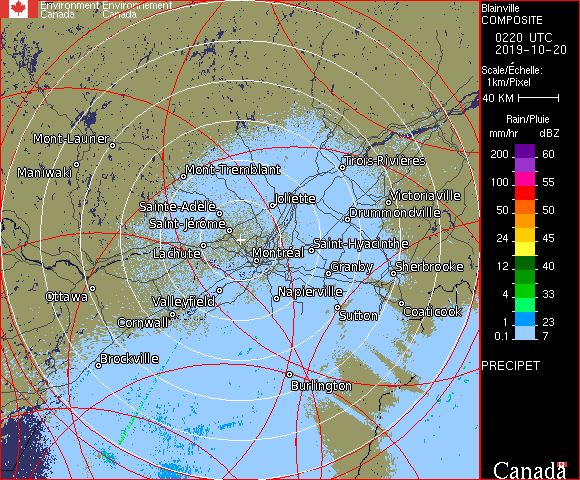 Environment Environnement
Canada Canada
Blainville
COMPOSITE
0220 UTC
2019-10-20
Scale/Échelle:
1km/Pixel
40 KM
Rain/Pluie
mm/hr dBZ
200 60
100 55
50 50
24 45
12 40
4 33
1 23
0.1 7
PRECIPET
Canada
Mont-Laurier
Maniwaki
Mont-Tremblant
Trois-Rivières
Sainte-Adèle
Joliette
Victoriaville
Drummondville
Saint-Jérôme
Lachute
Montréal
Saint-Hyacinthe
Granby
Sherbrooke
Ottawa
Valleyfield
Napierville
Sutton
Coaticook
Cornwall
Brockville
Burlington